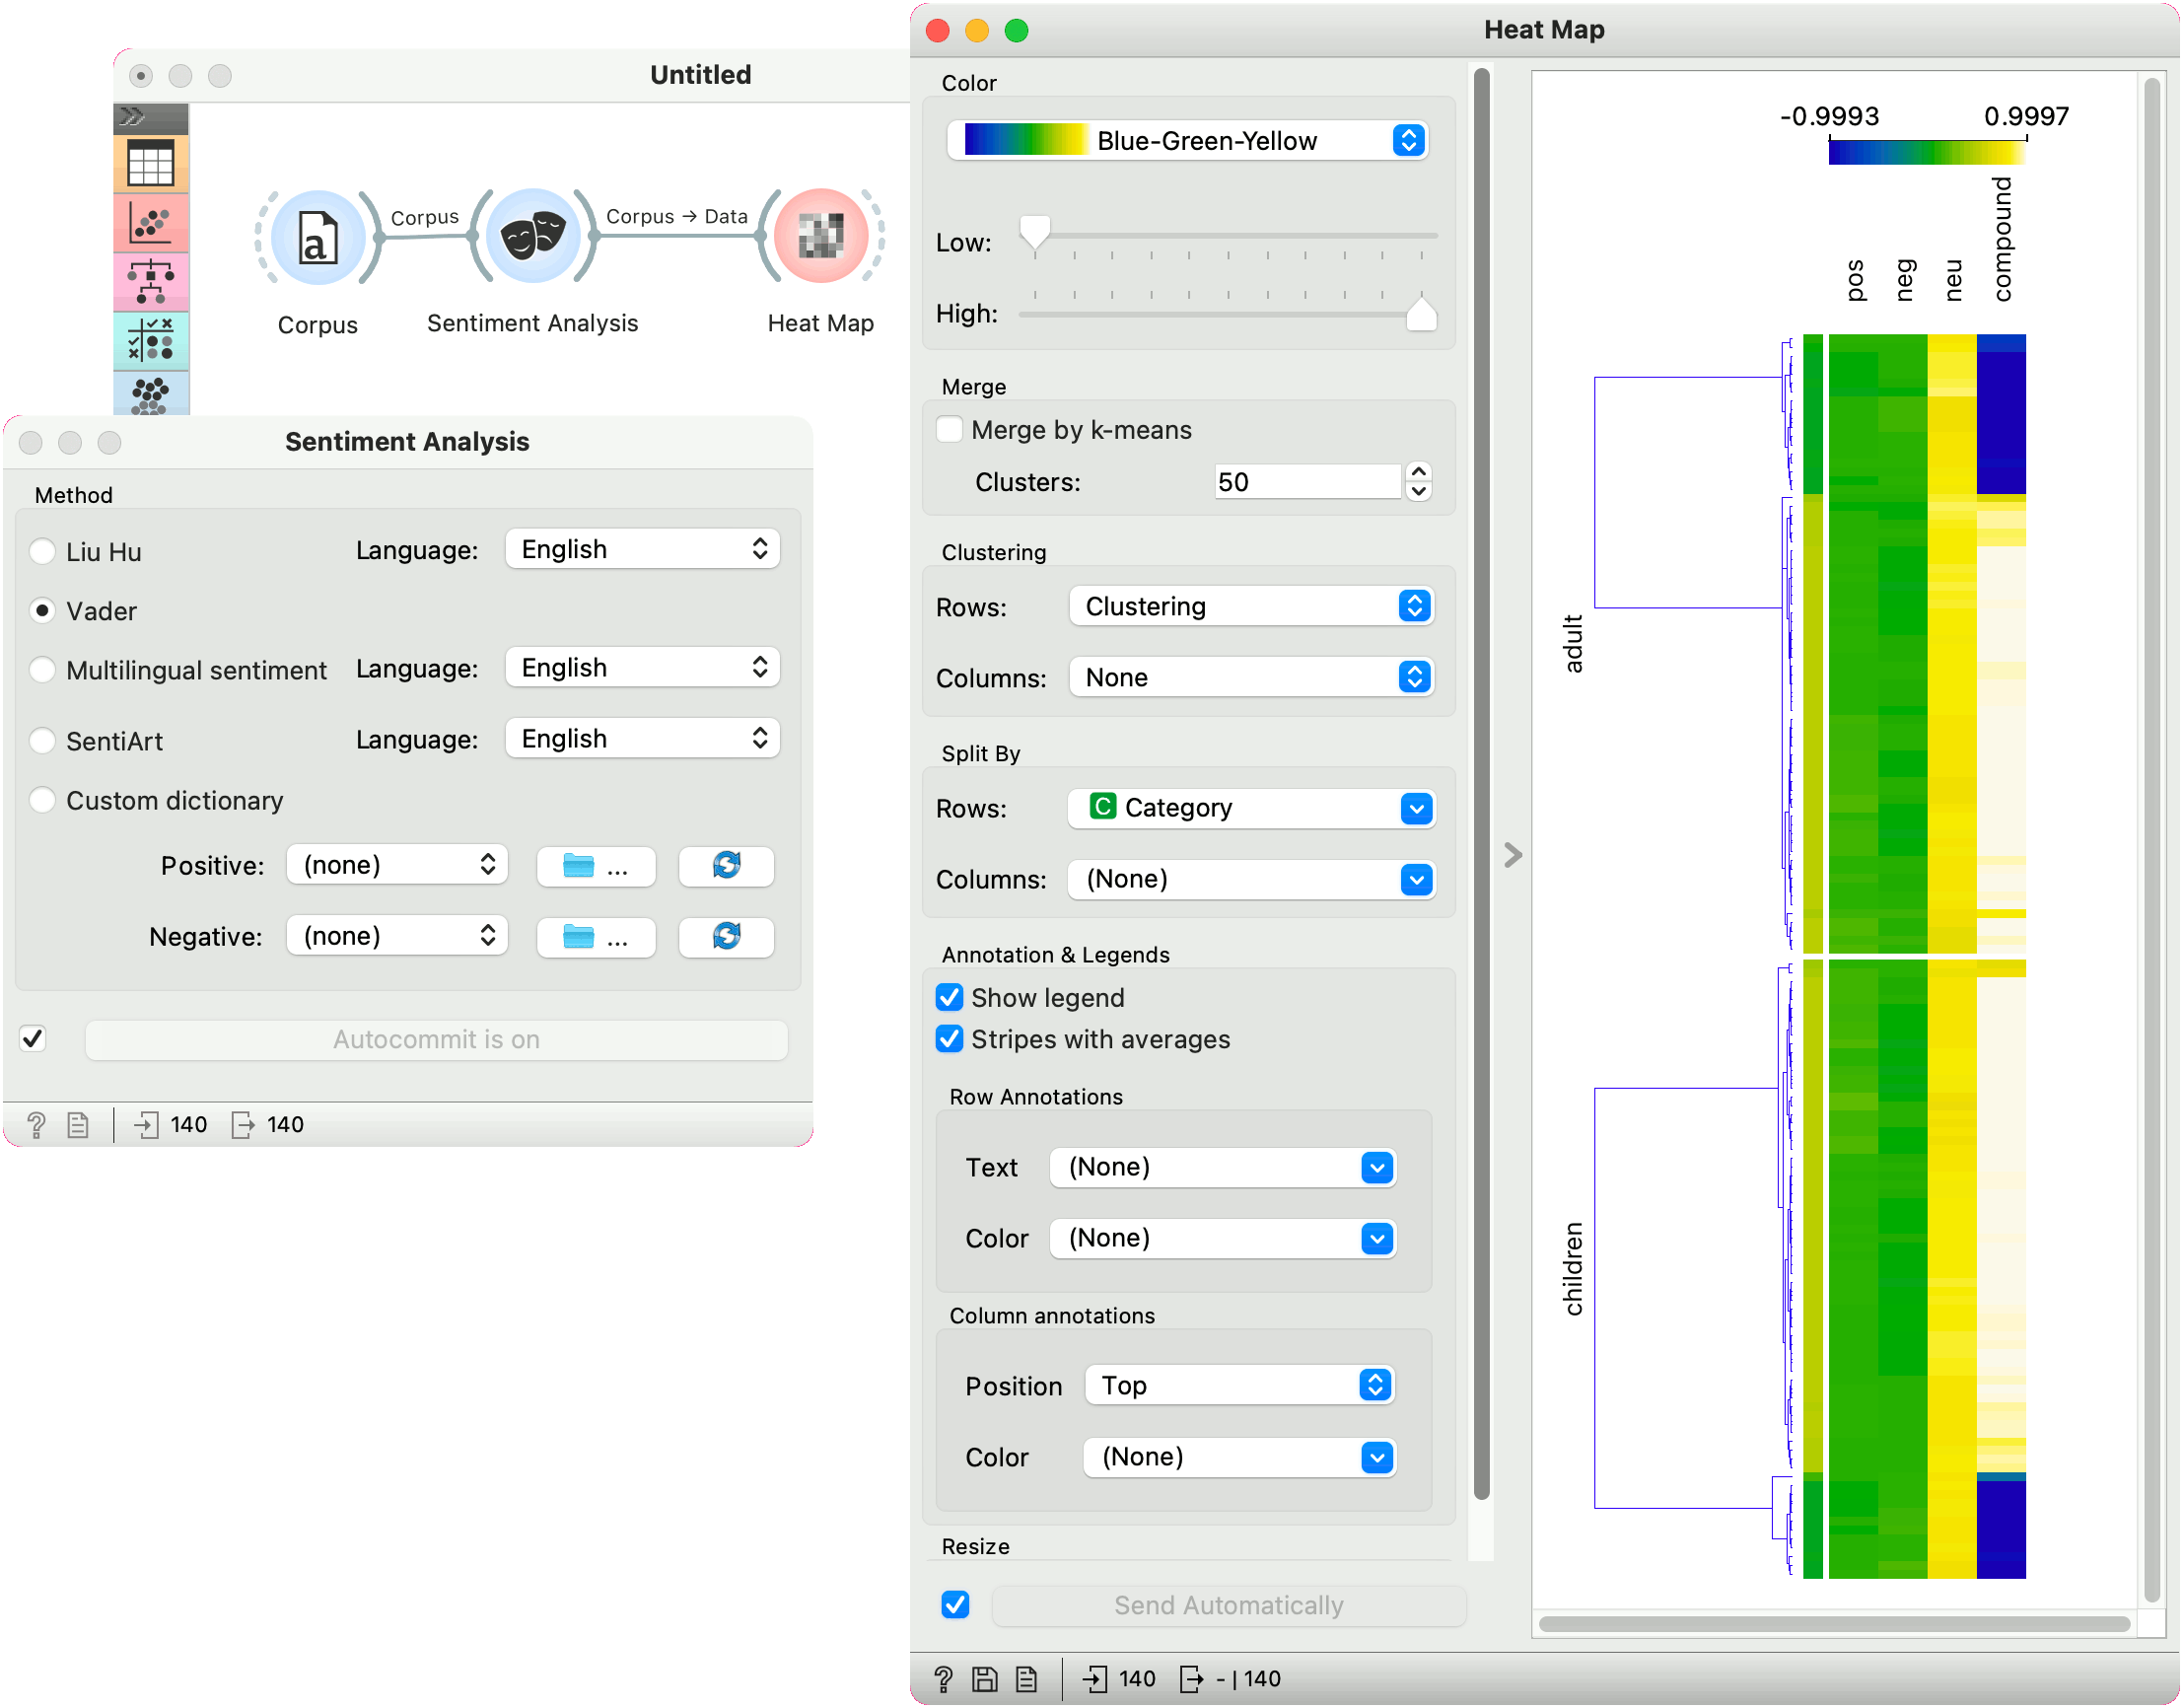 Untitled
Corpus
Corpus → Data
a
Corpus
Sentiment Analysis
Heat Map
Sentiment Analysis
Method
Liu Hu
Language:
English
Vader
Multilingual sentiment
Language:
English
SentiArt
Language:
English
Custom dictionary
Positive:
(none)
...
Negative:
(none)
...
Autocommit is on
? 140 140
Heat Map
Color
Blue-Green-Yellow
Low:
High:
Merge
Merge by k-means
Clusters:
50
Clustering
Rows:
Clustering
Columns:
None
Split By
Rows:
C Category
Columns:
(None)
Annotation & Legends
Show legend
Stripes with averages
Row Annotations
Text
(None)
Color
(None)
Column annotations
Position
Top
Color
(None)
Resize
Send Automatically
? 140 - | 140
-0.9993
0.9997
pos
neg
neu
compound
adult
children